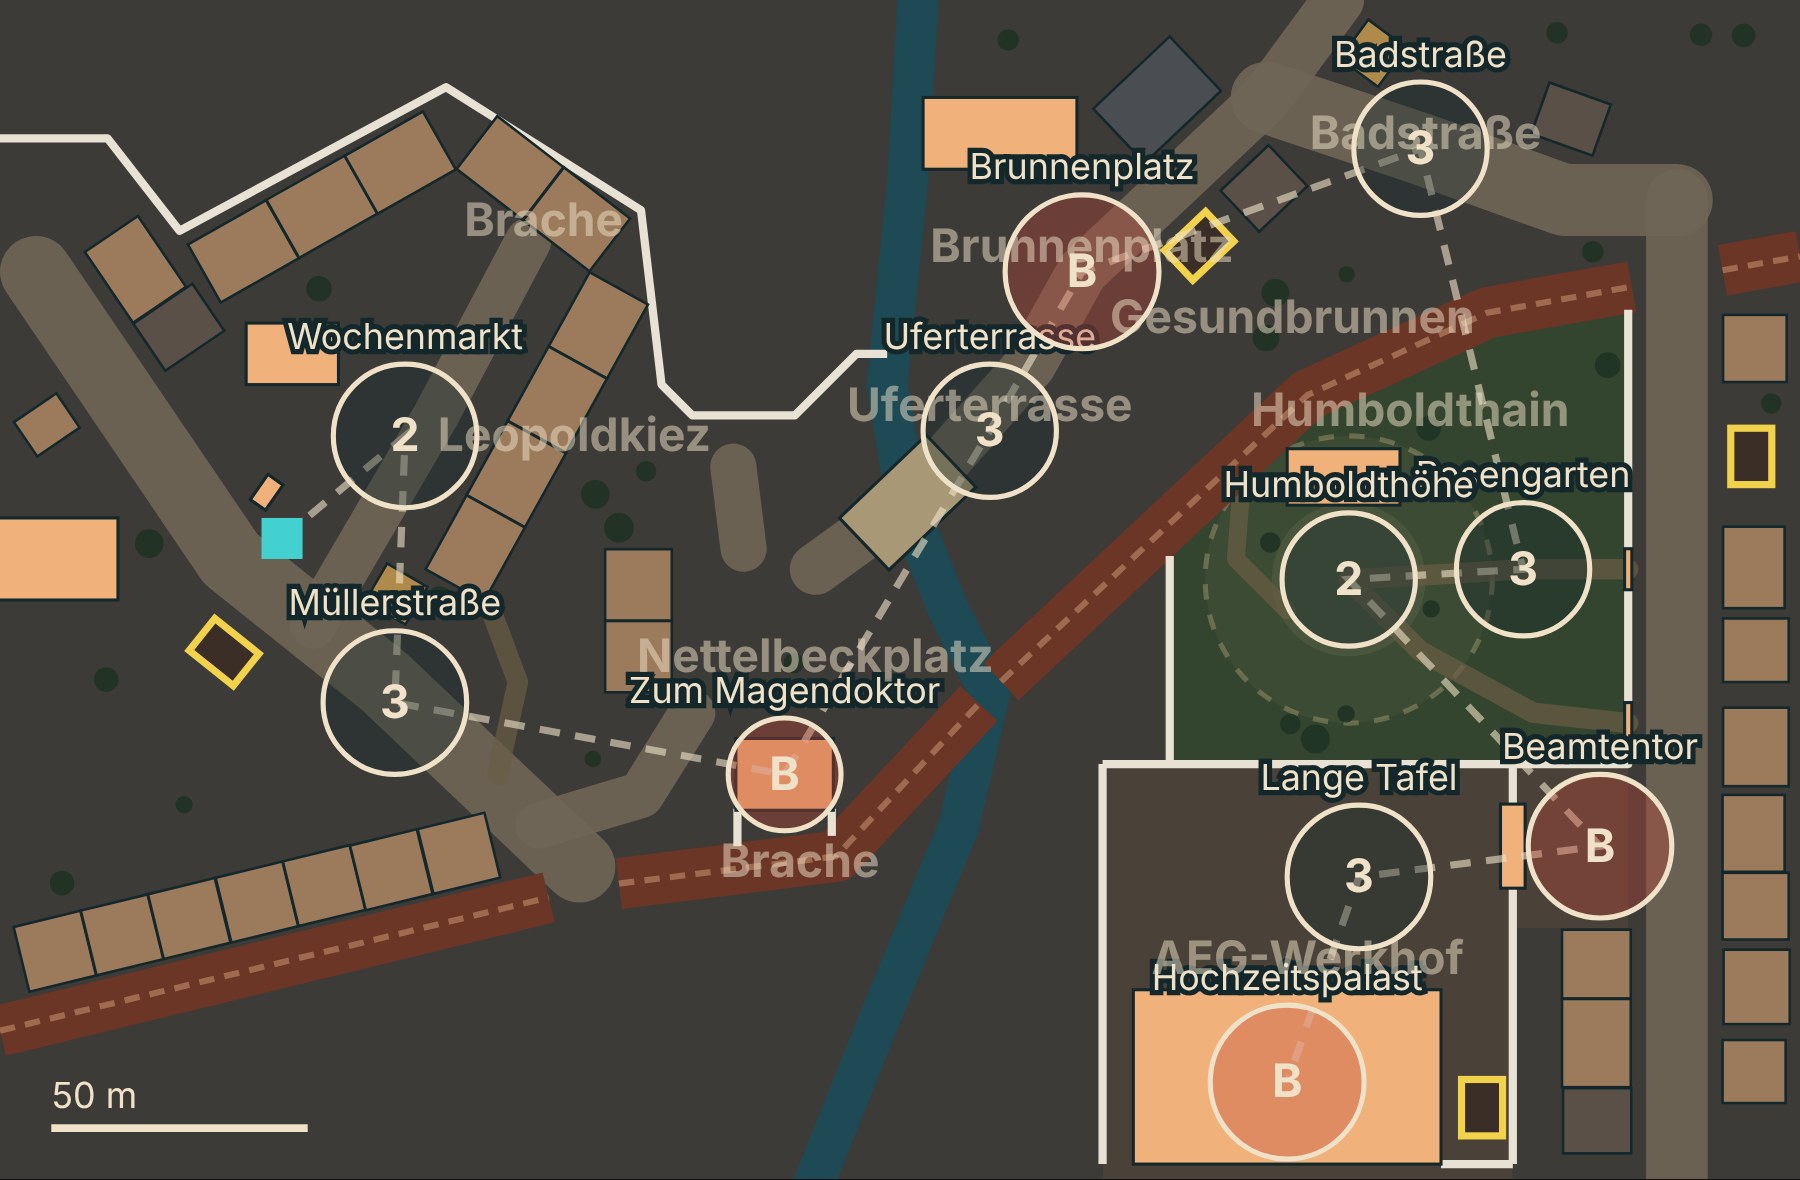 Badstraße
Badstraße
3
Brunnenplatz
Brunnenplatz
B
Brache
Gesundbrunnen
Wochenmarkt
2
Leopoldkiez
Uferterrasse
Uferterrasse
3
Humboldthain
Rosengarten
Humboldthöhe
2
3
Müllerstraße
3
Nettelbeckplatz
Zum Magendoktor
B
Brache
Beamtentor
B
Lange Tafel
3
AEG-Werkhof
Hochzeitspalast
B
50 m